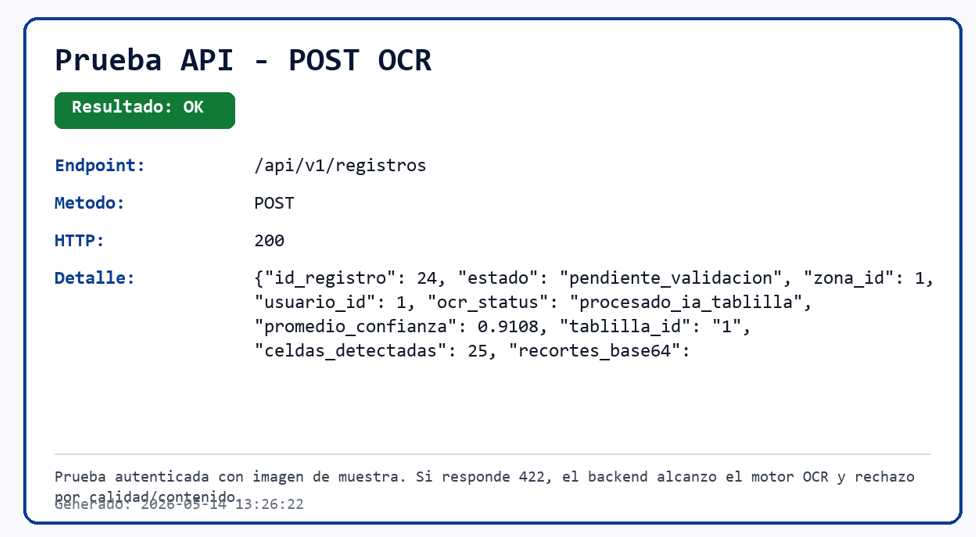 Prueba API - POST OCR
Resultado: OK
Endpoint: /api/v1/registros
Metodo: POST
HTTP: 200
Detalle: {"id_registro": 24, "estado": "pendiente_validacion", "zona_id": 1,
"usuario_id": 1, "ocr_status": "procesado_ia_tablilla",
"promedio_confianza": 0.9108, "tablilla_id": "1",
"celdas_detectadas": 25, "recortes_base64":
Prueba autenticada con imagen de muestra. Si responde 422, el backend alcanzo el motor OCR y rechazo
por calidad/contenido.
Generado: 2026-05-14 13:26:22